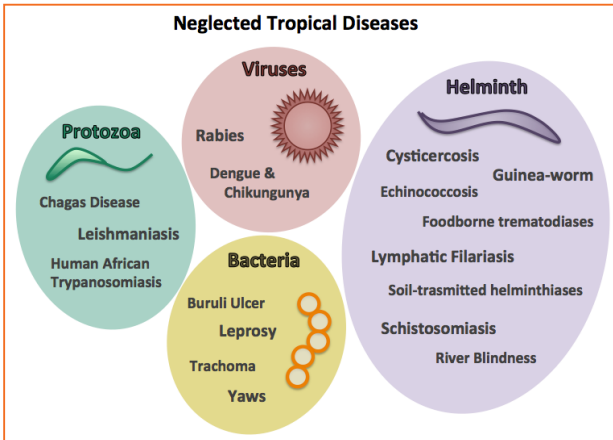 Neglected Tropical Diseases
Viruses
Rabies
Dengue &
Chikungunya
Protozoa
Chagas Disease
Leishmaniasis
Human African
Trypanosomiasis
Bacteria
Buruli Ulcer
Leprosy
Trachoma
Yaws
Helminth
Cysticercosis
Guinea-worm
Echinococcosis
Foodborne trematodiases
Lymphatic Filariasis
Soil-trasmitted helminthiases
Schistosomiasis
River Blindness